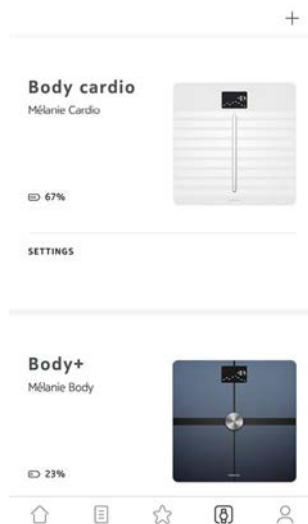 Body cardio
Mélanie Cardio
67%
SETTINGS
Body+
Mélanie Body
23%